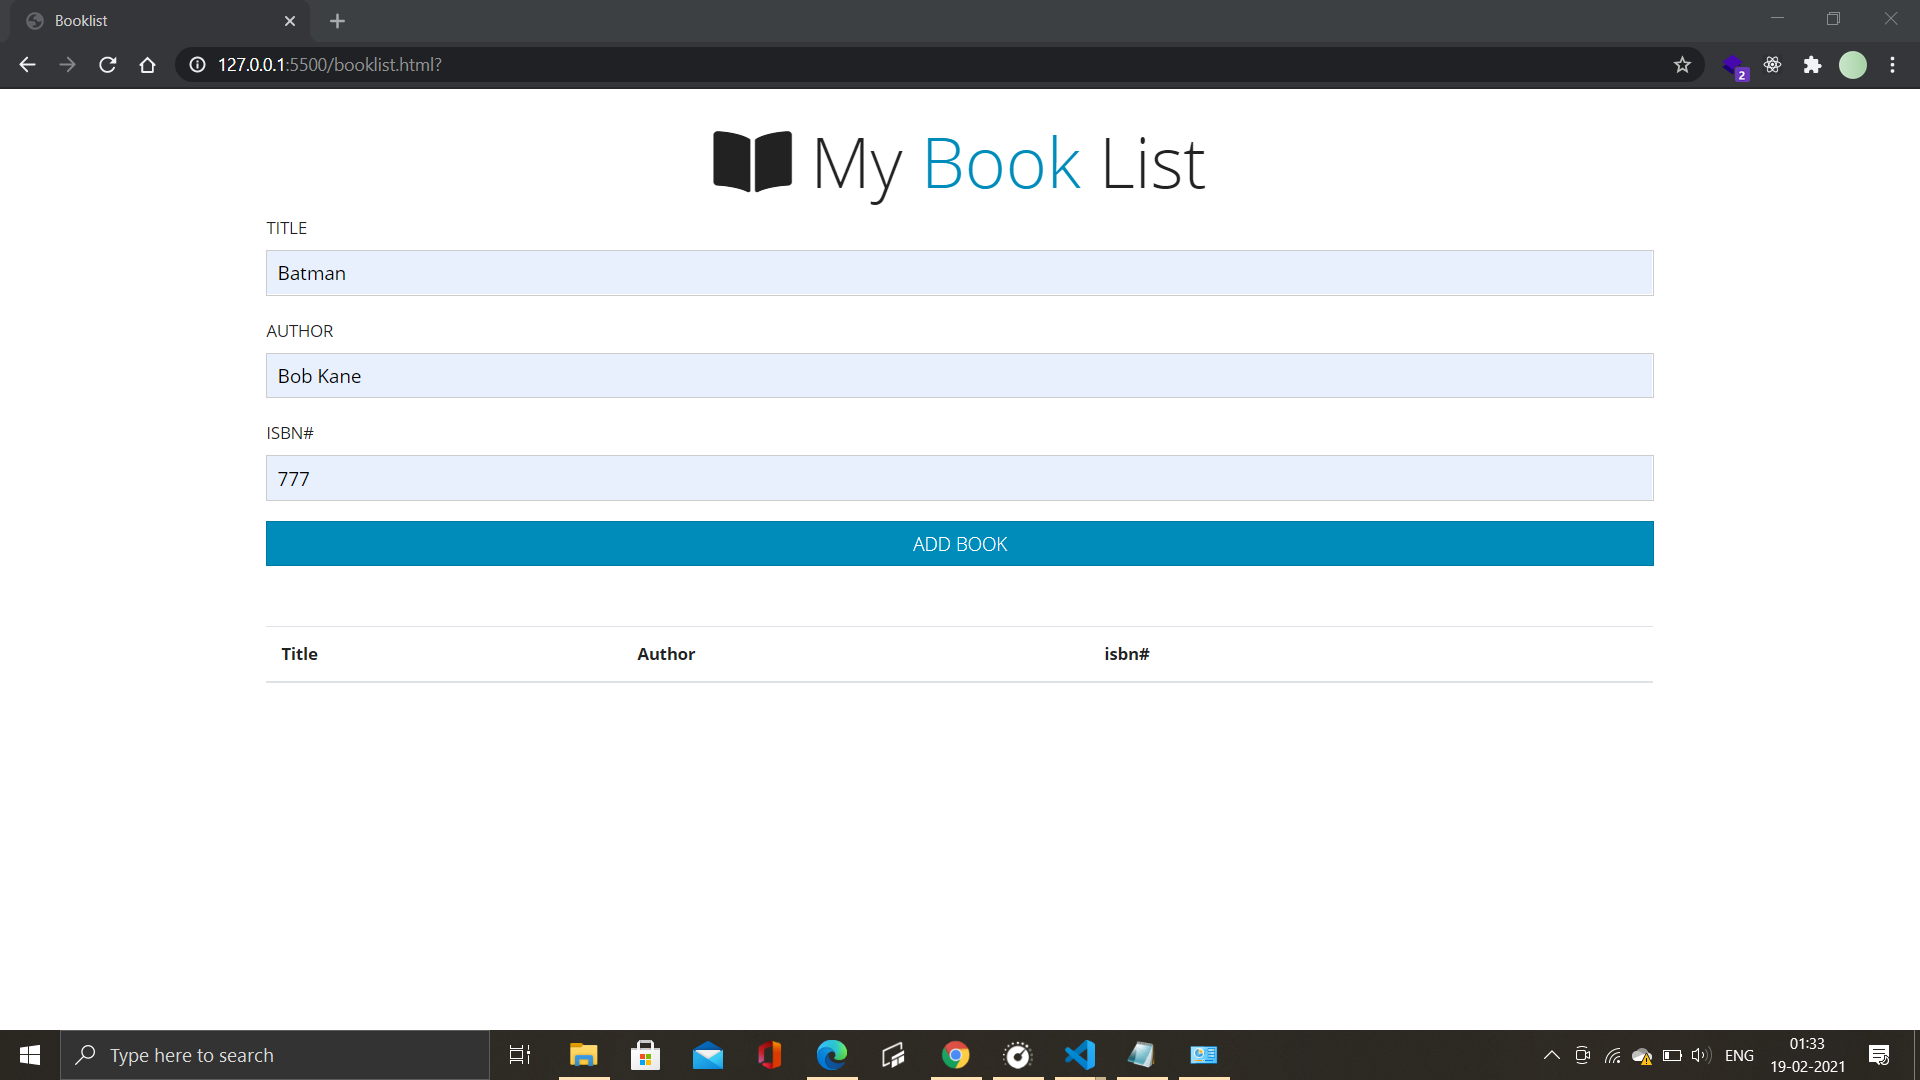 Booklist
127.0.0.1:5500/booklist.html?
2
My Book List
TITLE
Batman
AUTHOR
Bob Kane
ISBN#
777
ADD BOOK
Title Author isbn#
Type here to search
ENG
01:33
19-02-2021